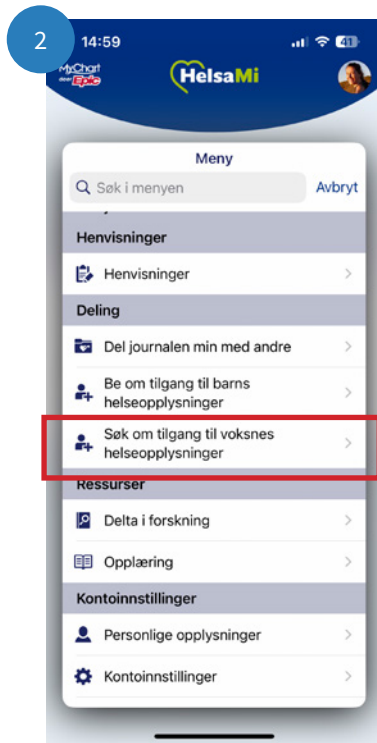 2
14:59
41
MyChart
door Epic
HelsaMi
Meny
Søk i menyen
Avbryt
Henvisninger
Henvisninger
Deling
Del journalen min med andre
Be om tilgang til barns
helseopplysninger
Søk om tilgang til voksnes
helseopplysninger
Ressurser
Delta i forskning
Opplæring
Kontoinnstillinger
Personlige opplysninger
Kontoinnstillinger